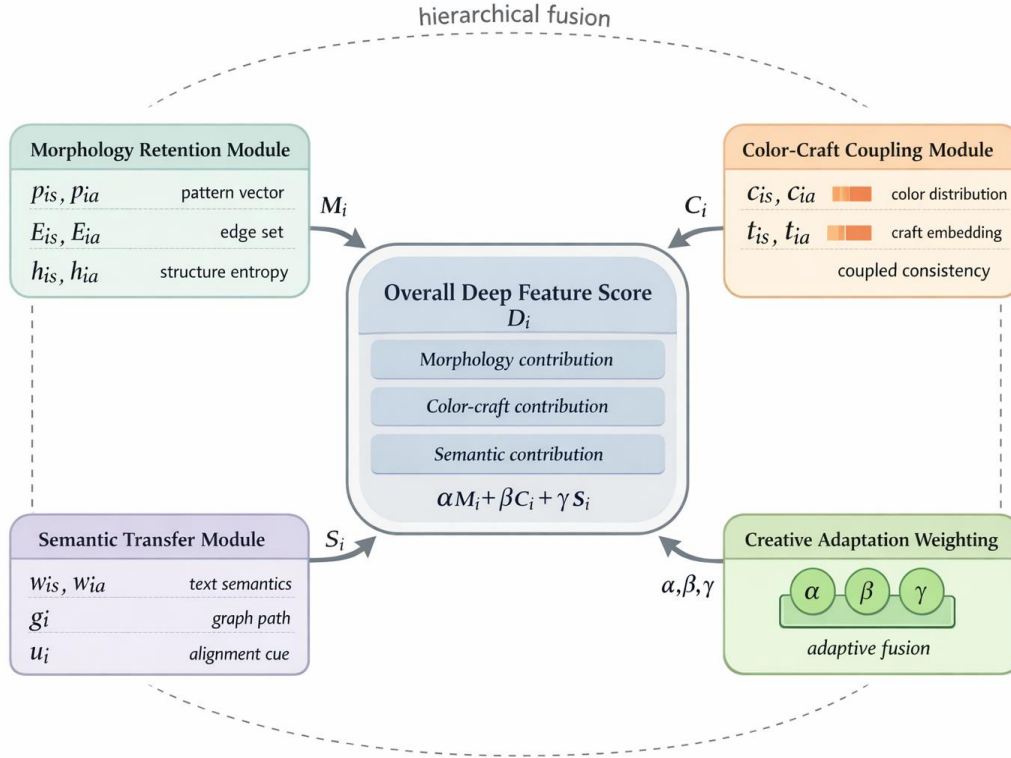 hierarchical fusion
Morphology Retention Module
p_is, p_ia pattern vector
E_is, E_ia edge set
h_is, h_ia structure entropy
M_i
Color-Craft Coupling Module
c_is, c_ia color distribution
t_is, t_ia craft embedding
coupled consistency
C_i
Overall Deep Feature Score
D_i
Morphology contribution
Color-craft contribution
Semantic contribution
αM_i + βC_i + γS_i
Semantic Transfer Module
w_is, w_ia text semantics
g_i graph path
u_i alignment cue
S_i
Creative Adaptation Weighting
α β γ
adaptive fusion
α,β,γ